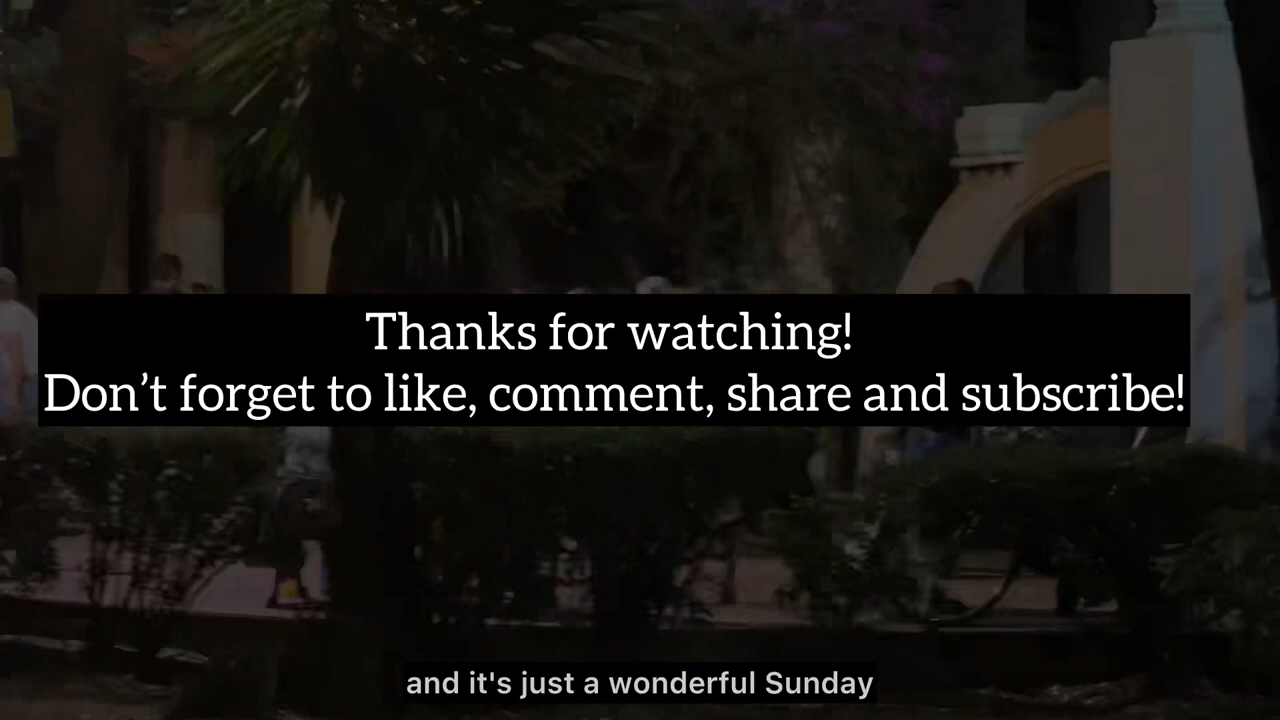 Thanks for watching!
Don’t forget to like, comment, share and subscribe!
and it's just a wonderful Sunday